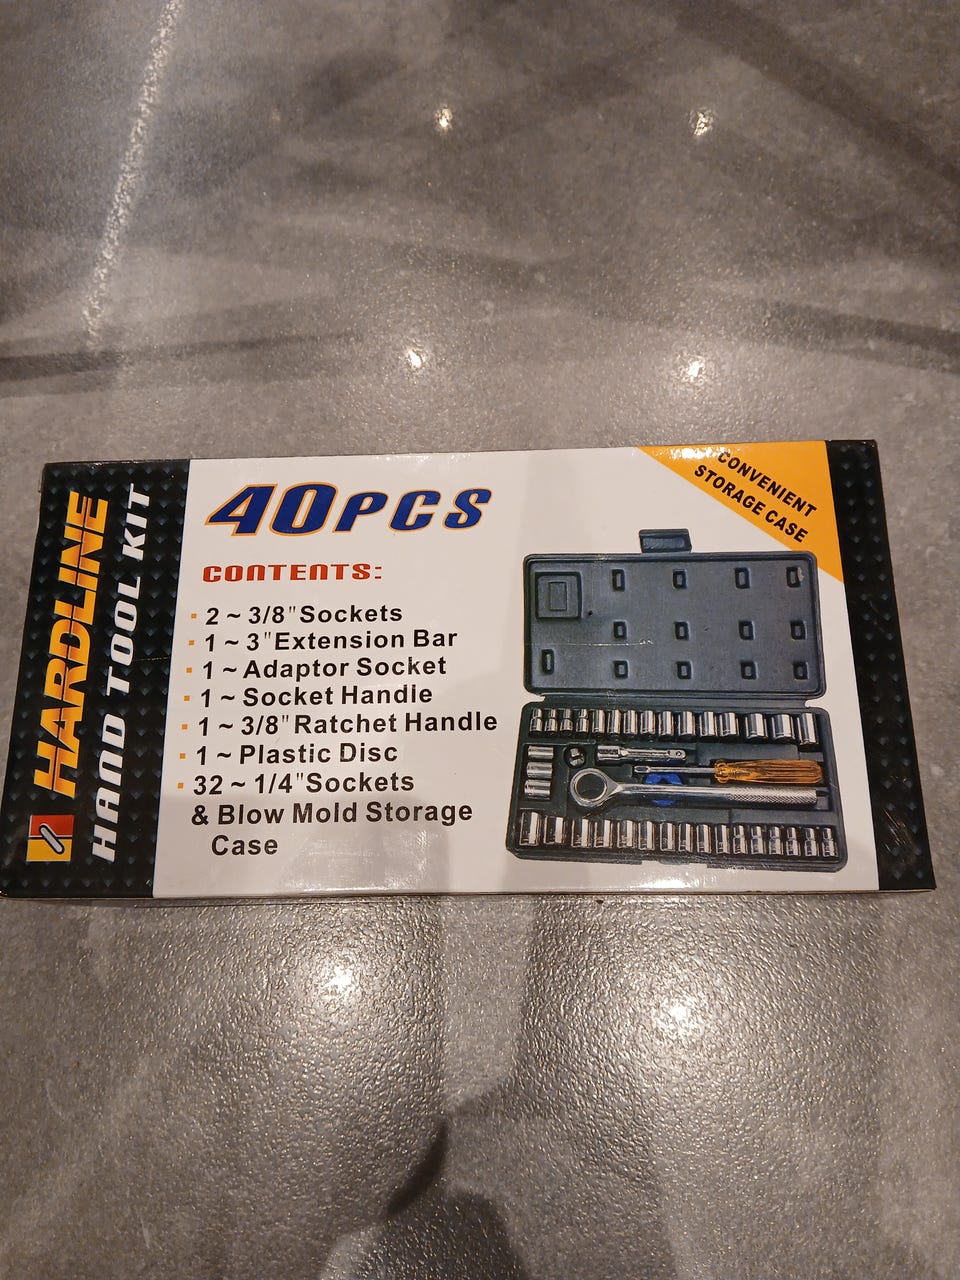 HARDLINE
HAND TOOL KIT
40PCS
CONTENTS:
2 ~ 3/8" Sockets
1 ~ 3" Extension Bar
1 ~ Adaptor Socket
1 ~ Socket Handle
1 ~ 3/8" Ratchet Handle
1 ~ Plastic Disc
32 ~ 1/4" Sockets
& Blow Mold Storage
Case
CONVENIENT
STORAGE CASE